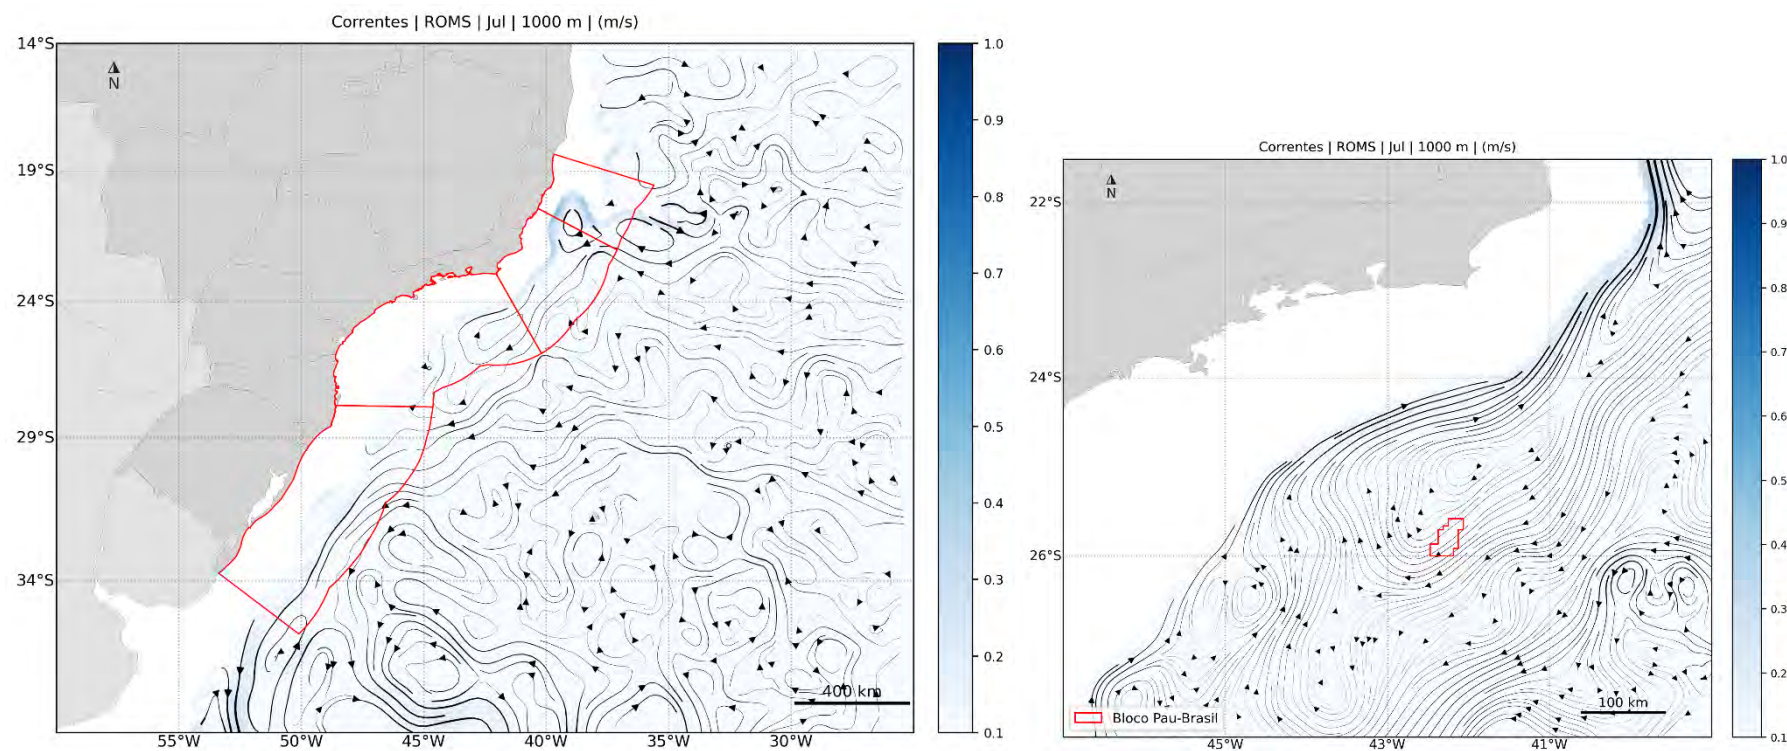 Correntes | ROMS | Jul | 1000 m | (m/s)
14°S
19°S
24°S
29°S
34°S
N
55°W
50°W
45°W
40°W
35°W
30°W
400 km
1.0
0.9
0.8
0.7
0.6
0.5
0.4
0.3
0.2
0.1
Correntes | ROMS | Jul | 1000 m | (m/s)
22°S
24°S
26°S
N
45°W
43°W
41°W
Bloco Pau-Brasil
100 km
1.0
0.9
0.8
0.7
0.6
0.5
0.4
0.3
0.2
0.1